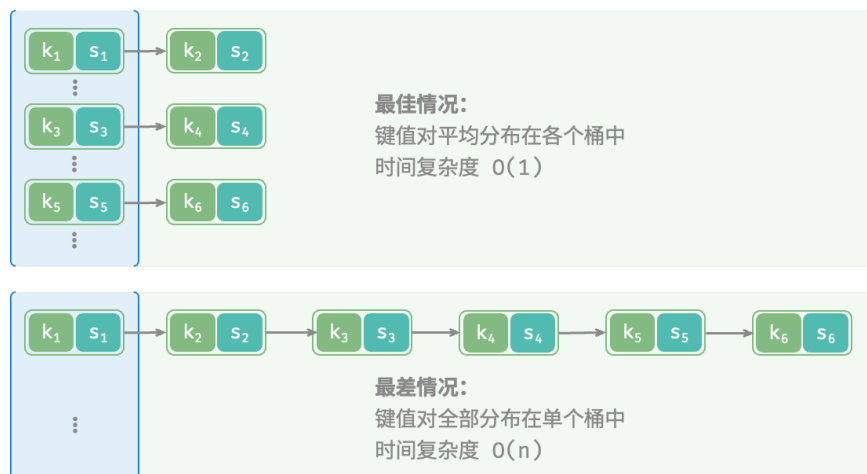 k₁ s₁ k₂ s₂
k₃ s₃ k₄ s₄
k₅ s₅ k₆ s₆
最佳情况：
键值对平均分布在各个桶中
时间复杂度 O(1)
k₁ s₁ k₂ s₂ k₃ s₃ k₄ s₄ k₅ s₅ k₆ s₆
最差情况：
键值对全部分布在单个桶中
时间复杂度 O(n)